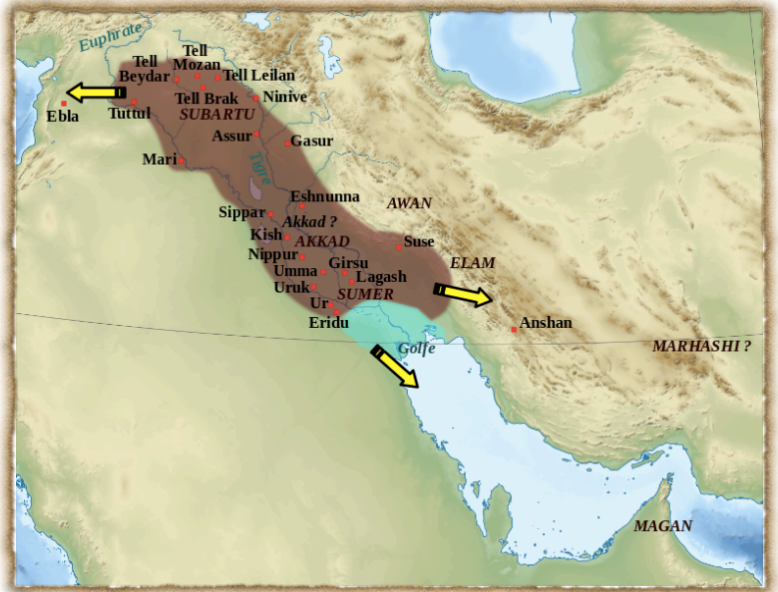 Euphrate
Tell
Mozan
Tell
Beydar
Tell Leilan
Tell Brak
Ninive
Ebla
Tuttul
SUBARTU
Assur
Gasur
Mari
Tigre
Eshnunna
AWAN
Sippar
Akkad ?
Kish
AKKAD
Suse
Nippur
Girsu
ELAM
Umma
Lagash
Uruk
SUMER
Ur
Eridu
Anshan
Golfe
MARHASHI ?
MAGAN